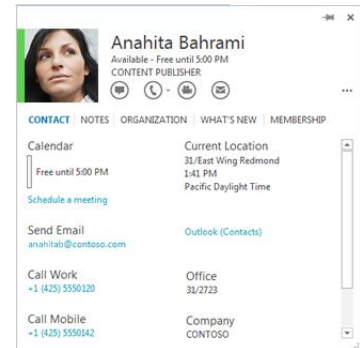 Anahita Bahrami
Available - Free until 5:00 PM
CONTENT PUBLISHER
CONTACT NOTES ORGANIZATION WHAT'S NEW MEMBERSHIP
Calendar
Free until 5:00 PM
Schedule a meeting
Current Location
31/East Wing Redmond
1:41 PM
Pacific Daylight Time
Send Email
anahitab@contoso.com
Outlook (Contacts)
Call Work
+1 (425) 5550120
Office
31/2723
Call Mobile
+1 (425) 5550142
Company
CONTOSO